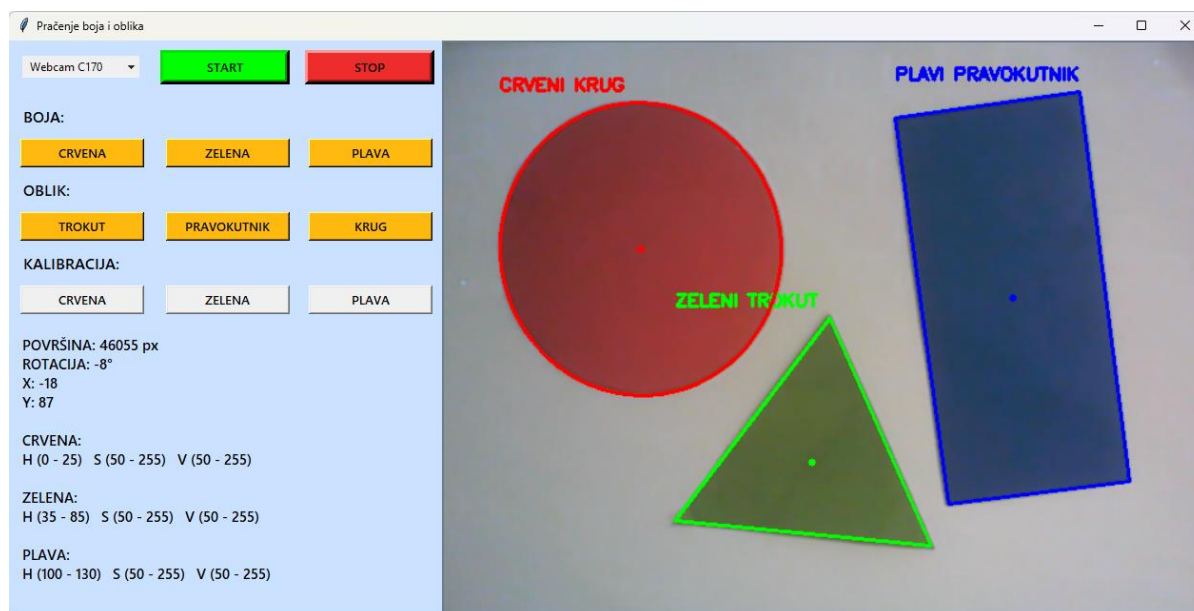 Pračenje boja i oblika
Webcam C170 START STOP
BOJA:
CRVENA ZELENA PLAVA
OBLIK:
TROKUT PRAVOKUTNIK KRUG
KALIBRACIJA:
CRVENA ZELENA PLAVA
POVRŠINA: 46055 px
ROTACIJA: -8°
X: -18
Y: 87
CRVENA:
H (0 - 25) S (50 - 255) V (50 - 255)
ZELENA:
H (35 - 85) S (50 - 255) V (50 - 255)
PLAVA:
H (100 - 130) S (50 - 255) V (50 - 255)
CRVENI KRUG
PLAVI PRAVOKUTNIK
ZELENI TROKUT